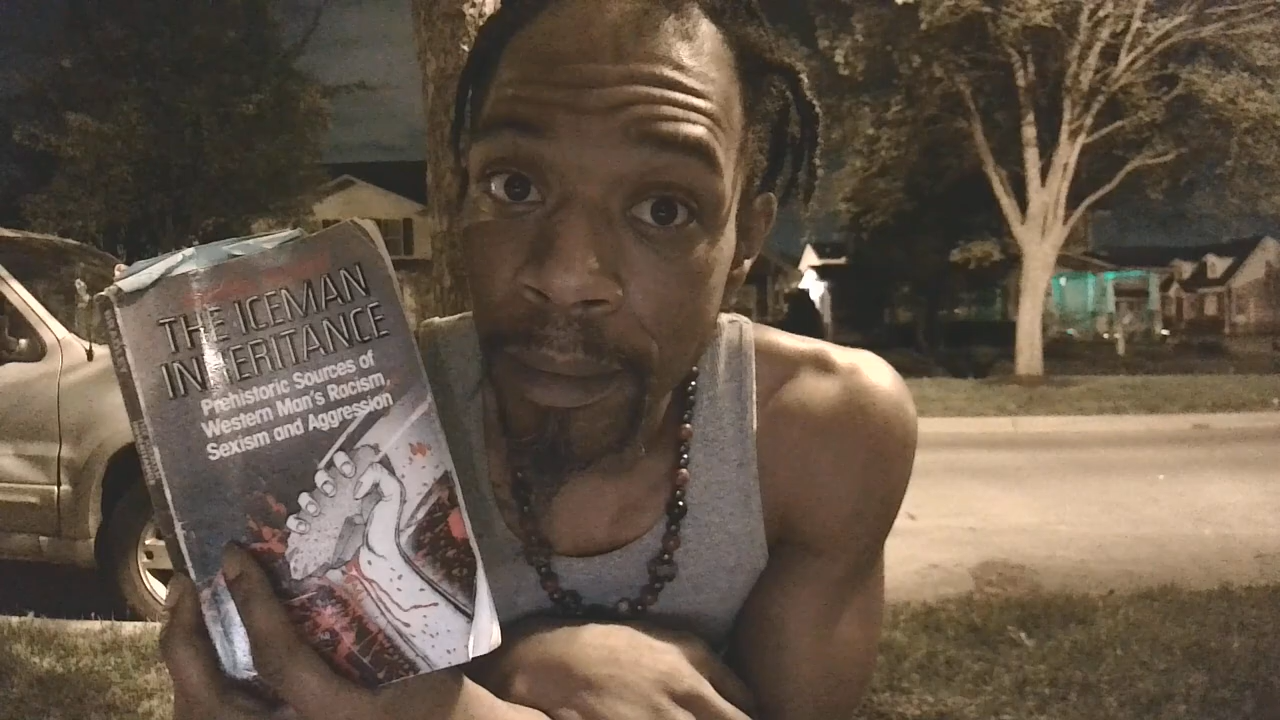 THE ICEMAN
INHERITANCE
Prehistoric Sources of
Western Man's Racism,
Sexism and Aggression